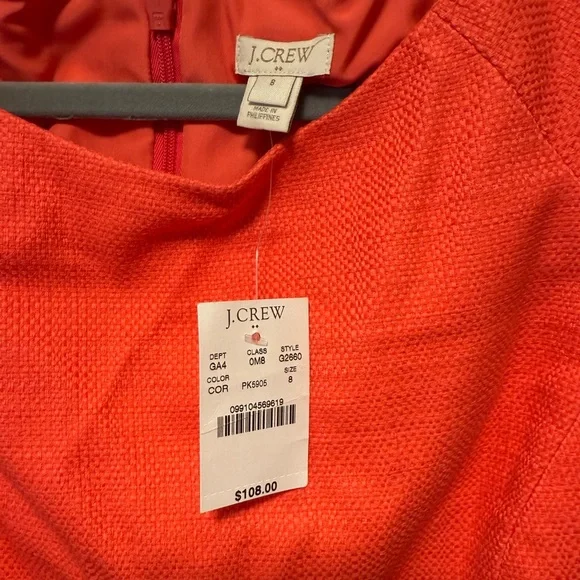 J.CREW
8
MADE IN
PHILIPPINES
J.CREW
DEPT CLASS STYLE
GA4 0M8 G2660
COLOR SIZE
COR PK5905 8
099104569619
$108.00